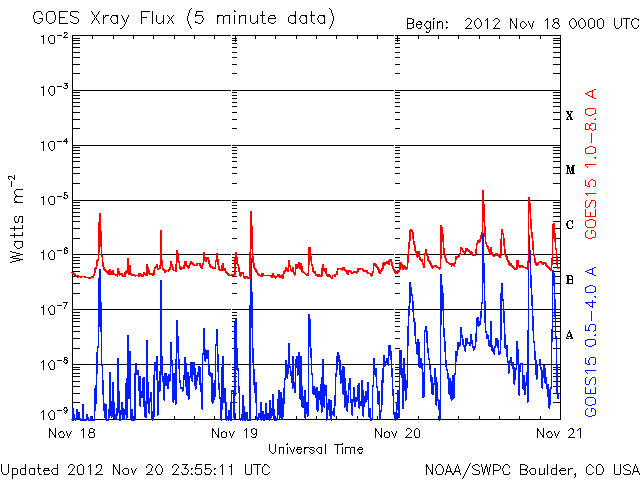 GOES Xray Flux (5 minute data)
Begin: 2012 Nov 18 0000 UTC
10-2
10-3
10-4
10-5
10-6
10-7
10-8
10-9
Watts m-2
X
M
C
B
A
GOES15 1.0-8.0 A
GOES15 0.5-4.0 A
Nov 18
Nov 19
Nov 20
Nov 21
Universal Time
Updated 2012 Nov 20 23:55:11 UTC
NOAA/SWPC Boulder, CO USA